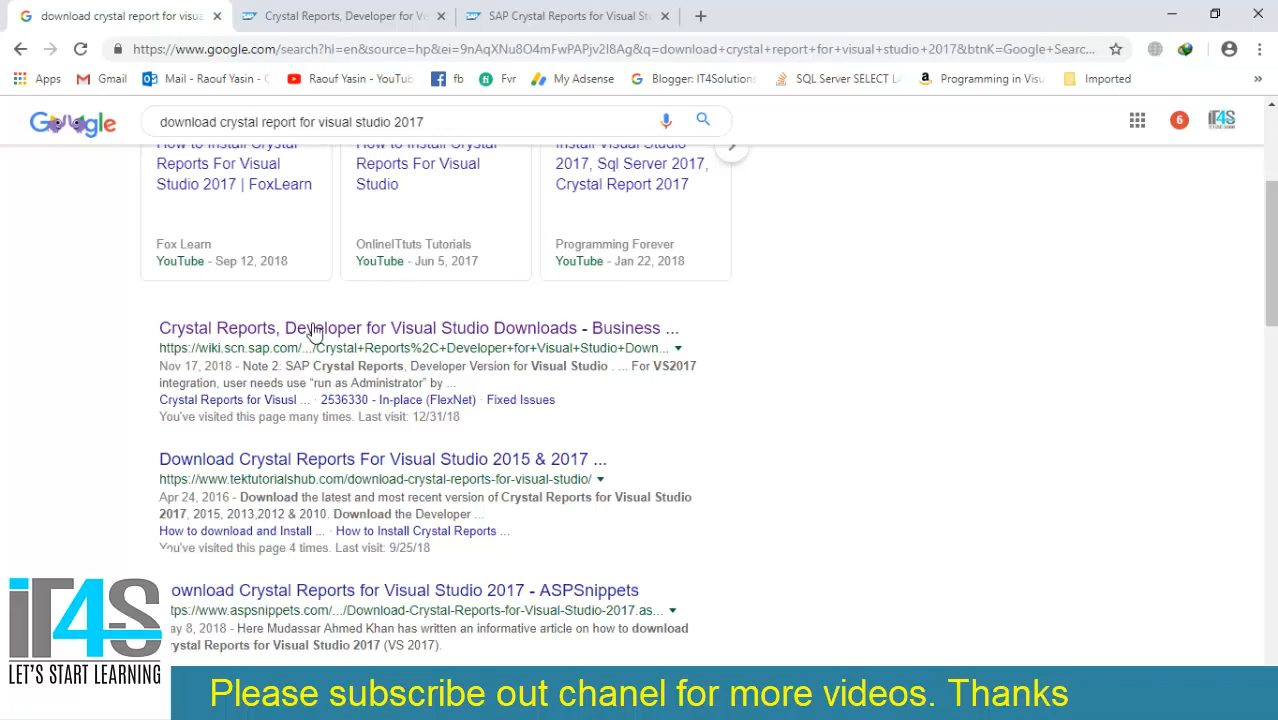 download crystal report for visual
Crystal Reports, Developer for V
SAP Crystal Reports for Visual St
https://www.google.com/search?hl=en&source=hp&ei=9nAqXNu8O4mFwPAPjv2I8Ag&q=download+crystal+report+for+visual+studio+2017&btnK=Google+Searc...
Apps
Gmail
Mail - Raouf Yasin - O
Raouf Yasin - YouTub
fb
Fvr
My Adsense
Blogger: IT4Solutions
SQL Server SELECT LA
Programming in Visu
Imported
»
Google
download crystal report for visual studio 2017
6
How to Install Crystal
Reports For Visual
Studio 2017 | FoxLearn
Fox Learn
YouTube - Sep 12, 2018
How to Install Crystal
Reports For Visual
Studio
OnlineITtuts Tutorials
YouTube - Jun 5, 2017
Install Visual Studio
2017, Sql Server 2017,
Crystal Report 2017
Programming Forever
YouTube - Jan 22, 2018
Crystal Reports, Developer for Visual Studio Downloads - Business ...
https://wiki.scn.sap.com/.../Crystal+Reports%2C+Developer+for+Visual+Studio+Down...
Nov 17, 2018 - Note 2: SAP Crystal Reports, Developer Version for Visual Studio . ... For VS2017
integration, user needs use “run as Administrator” by ...
Crystal Reports for Visusl ... · 2536330 - In-place (FlexNet) · Fixed Issues
You've visited this page many times. Last visit: 12/31/18
Download Crystal Reports For Visual Studio 2015 & 2017 ...
https://www.tektutorialshub.com/download-crystal-reports-for-visual-studio/
Apr 24, 2016 - Download the latest and most recent version of Crystal Reports for Visual Studio
2017, 2015, 2013,2012 & 2010. Download the Developer ...
How to download and Install ... · How to Install Crystal Reports ...
You've visited this page 4 times. Last visit: 9/25/18
ownload Crystal Reports for Visual Studio 2017 - ASPSnippets
tps://www.aspsnippets.com/.../Download-Crystal-Reports-for-Visual-Studio-2017.as...
ay 8, 2018 - Here Mudassar Ahmed Khan has written an informative article on how to download
rystal Reports for Visual Studio 2017 (VS 2017).
iT4S
LET'S START LEARNING
Please subscribe out chanel for more videos. Thanks